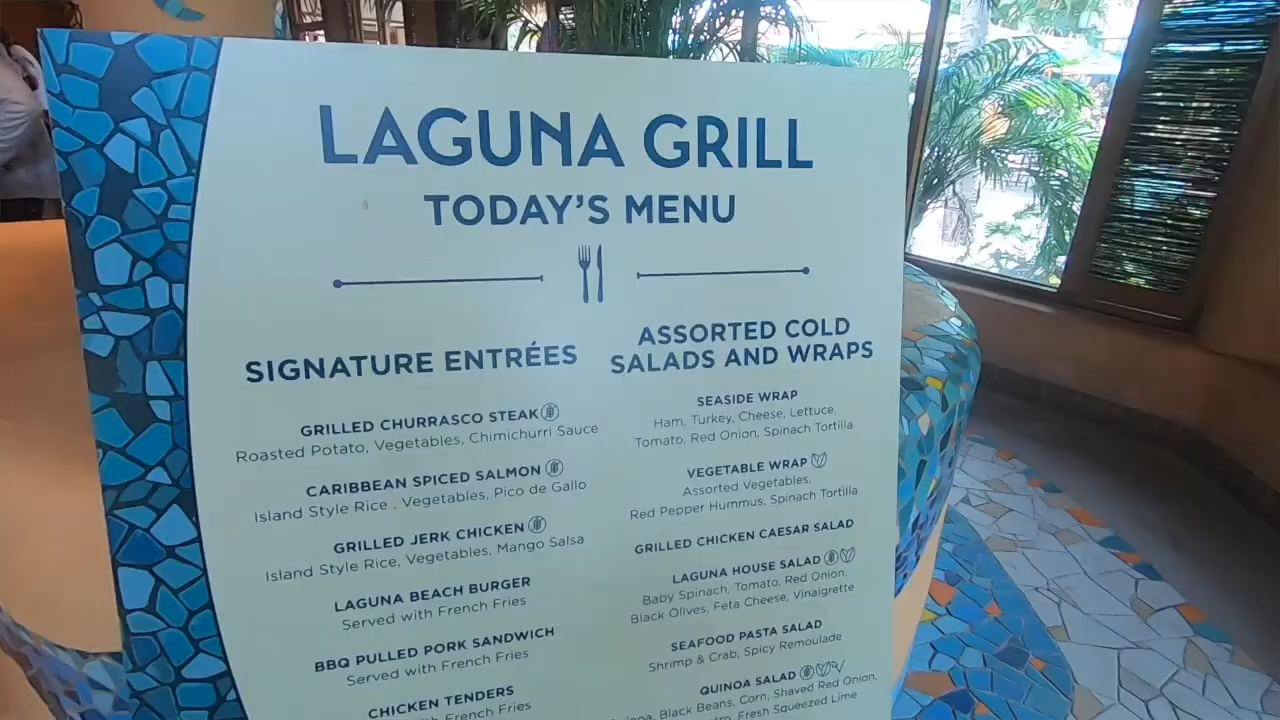 LAGUNA GRILL
TODAY'S MENU
SIGNATURE ENTRÉES
GRILLED CHURRASCO STEAK
Roasted Potato, Vegetables, Chimichurri Sauce
CARIBBEAN SPICED SALMON
Island Style Rice , Vegetables, Pico de Gallo
GRILLED JERK CHICKEN
Island Style Rice, Vegetables, Mango Salsa
LAGUNA BEACH BURGER
Served with French Fries
BBQ PULLED PORK SANDWICH
Served with French Fries
CHICKEN TENDERS
with French Fries
ASSORTED COLD
SALADS AND WRAPS
SEASIDE WRAP
Ham, Turkey, Cheese, Lettuce,
Tomato, Red Onion, Spinach Tortilla
VEGETABLE WRAP
Assorted Vegetables,
Red Pepper Hummus, Spinach Tortilla
GRILLED CHICKEN CAESAR SALAD
LAGUNA HOUSE SALAD
Baby Spinach, Tomato, Red Onion,
Black Olives, Feta Cheese, Vinaigrette
SEAFOOD PASTA SALAD
Shrimp & Crab, Spicy Remoulade
QUINOA SALAD
Black Beans, Corn, Shaved Red Onion,
Fresh Squeezed Lime